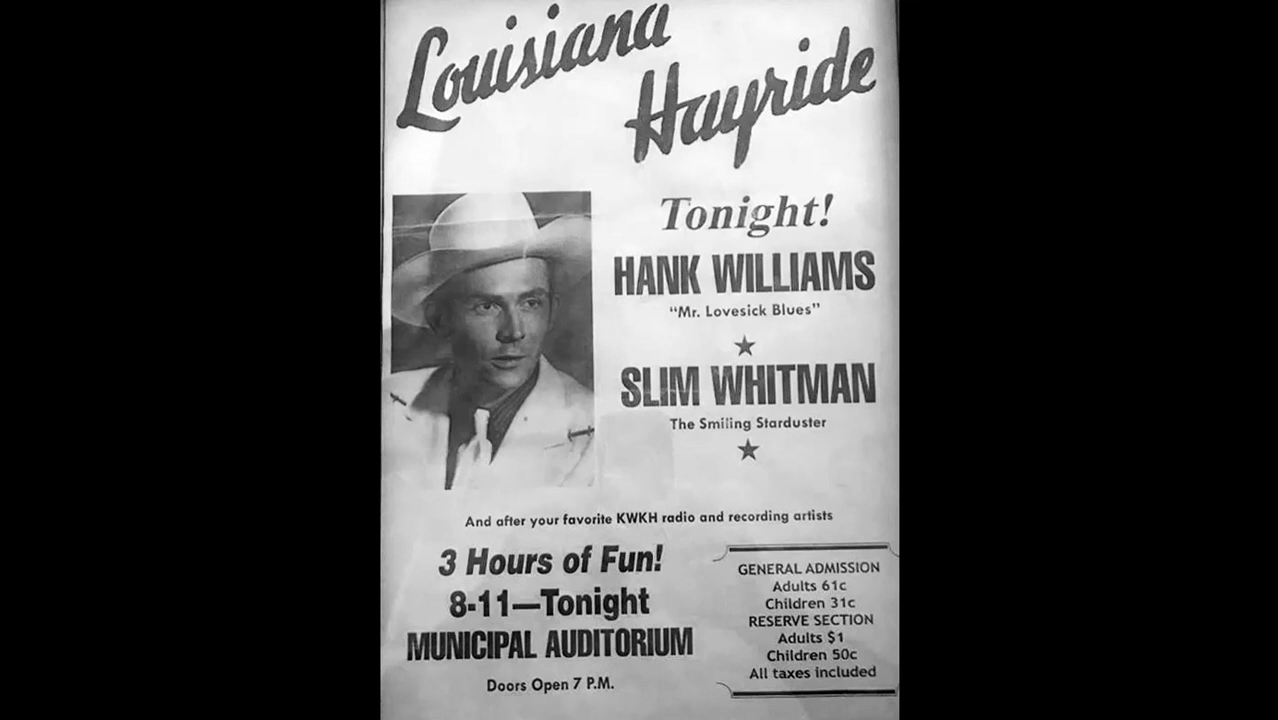 Louisiana
Hayride
Tonight!
HANK WILLIAMS
“Mr. Lovesick Blues”
SLIM WHITMAN
The Smiling Starduster
And after your favorite KWKH radio and recording artists
3 Hours of Fun!
8-11—Tonight
MUNICIPAL AUDITORIUM
Doors Open 7 P.M.
GENERAL ADMISSION
Adults 61c
Children 31c
RESERVE SECTION
Adults $1
Children 50c
All taxes included